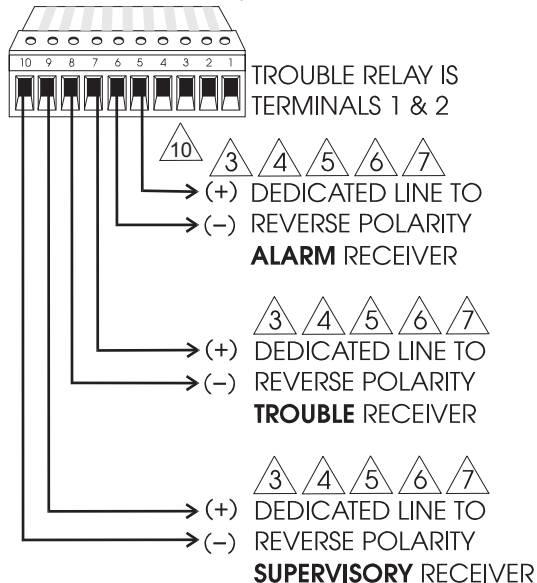 10 9 8 7 6 5 4 3 2 1
TROUBLE RELAY IS
TERMINALS 1 & 2
10
3 4 5 6 7
(+) DEDICATED LINE TO
(−) REVERSE POLARITY
ALARM RECEIVER
3 4 5 6 7
(+) DEDICATED LINE TO
(−) REVERSE POLARITY
TROUBLE RECEIVER
3 4 5 6 7
(+) DEDICATED LINE TO
(−) REVERSE POLARITY
SUPERVISORY RECEIVER